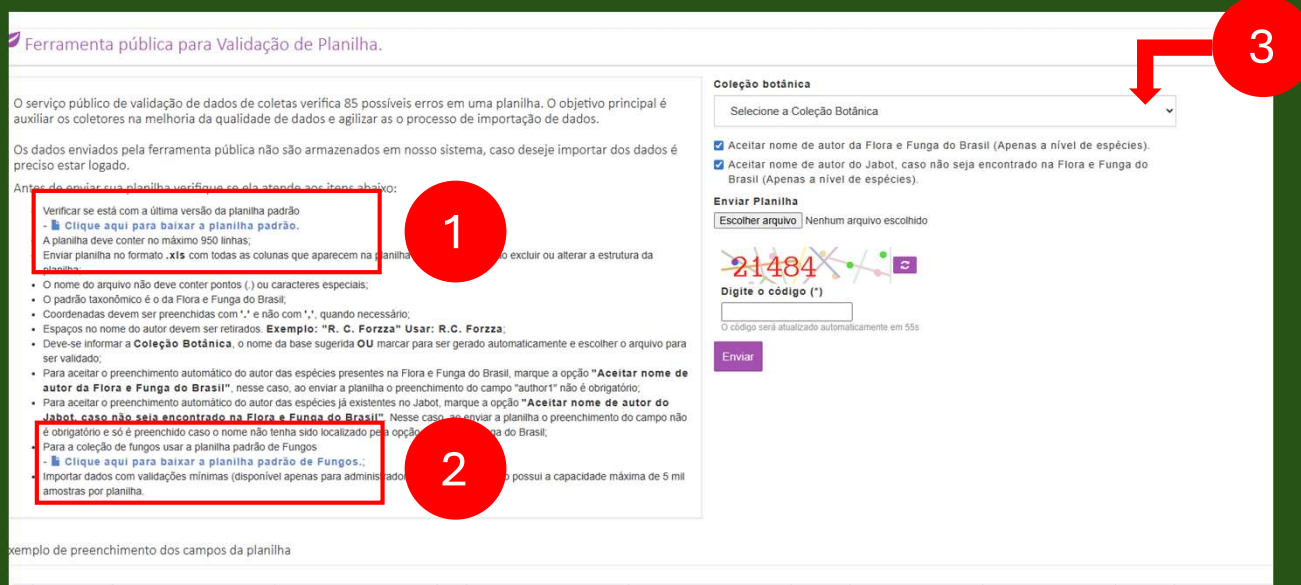 Ferramenta pública para Validação de Planilha.
3
O serviço público de validação de dados de coletas verifica 85 possíveis erros em uma planilha. O objetivo principal é
auxiliar os coletores na melhoria da qualidade de dados e agilizar as o processo de importação de dados.
Os dados enviados pela ferramenta pública não são armazenados em nosso sistema, caso deseje importar dos dados é
preciso estar logado.
Antes de enviar sua planilha verifique se ela atende aos itens abaixo:
Verificar se está com a última versão da planilha padrão
- Clique aqui para baixar a planilha padrão.
1
A planilha deve conter no máximo 950 linhas;
Enviar planilha no formato .xls com todas as colunas que aparecem na planilha excluir ou alterar a estrutura da
planilha;
• O nome do arquivo não deve conter pontos (.) ou caracteres especiais;
• O padrão taxonômico é o da Flora e Funga do Brasil;
• Coordenadas devem ser preenchidas com '.' e não com ',', quando necessário;
• Espaços no nome do autor devem ser retirados. Exemplo: "R. C. Forzza" Usar: R.C. Forzza;
• Deve-se informar a Coleção Botânica, o nome da base sugerida OU marcar para ser gerado automaticamente e escolher o arquivo para
ser validado;
• Para aceitar o preenchimento automático do autor das espécies presentes na Flora e Funga do Brasil, marque a opção "Aceitar nome de
autor da Flora e Funga do Brasil", nesse caso, ao enviar a planilha o preenchimento do campo "author1" não é obrigatório;
• Para aceitar o preenchimento automático do autor das espécies já existentes no Jabot, marque a opção "Aceitar nome de autor do
Jabot, caso não seja encontrado na Flora e Funga do Brasil". Nesse caso, ao enviar a planilha o preenchimento do campo não
é obrigatório e só é preenchido caso o nome não tenha sido localizado pela opção do Brasil;
• Para a coleção de fungos usar a planilha padrão de Fungos
- Clique aqui para baixar a planilha padrão de Fungos.;
2
• Importar dados com validações mínimas (disponível apenas para possui a capacidade máxima de 5 mil
amostras por planilha.
Coleção botânica
Selecione a Coleção Botânica
Aceitar nome de autor da Flora e Funga do Brasil (Apenas a nível de espécies).
Aceitar nome de autor do Jabot, caso não seja encontrado na Flora e Funga do
Brasil (Apenas a nível de espécies).
Enviar Planilha
Escolher arquivo Nenhum arquivo escolhido
21484
Digite o código (*)
O código será atualizado automaticamente em 55s
Enviar
xemplo de preenchimento dos campos da planilha